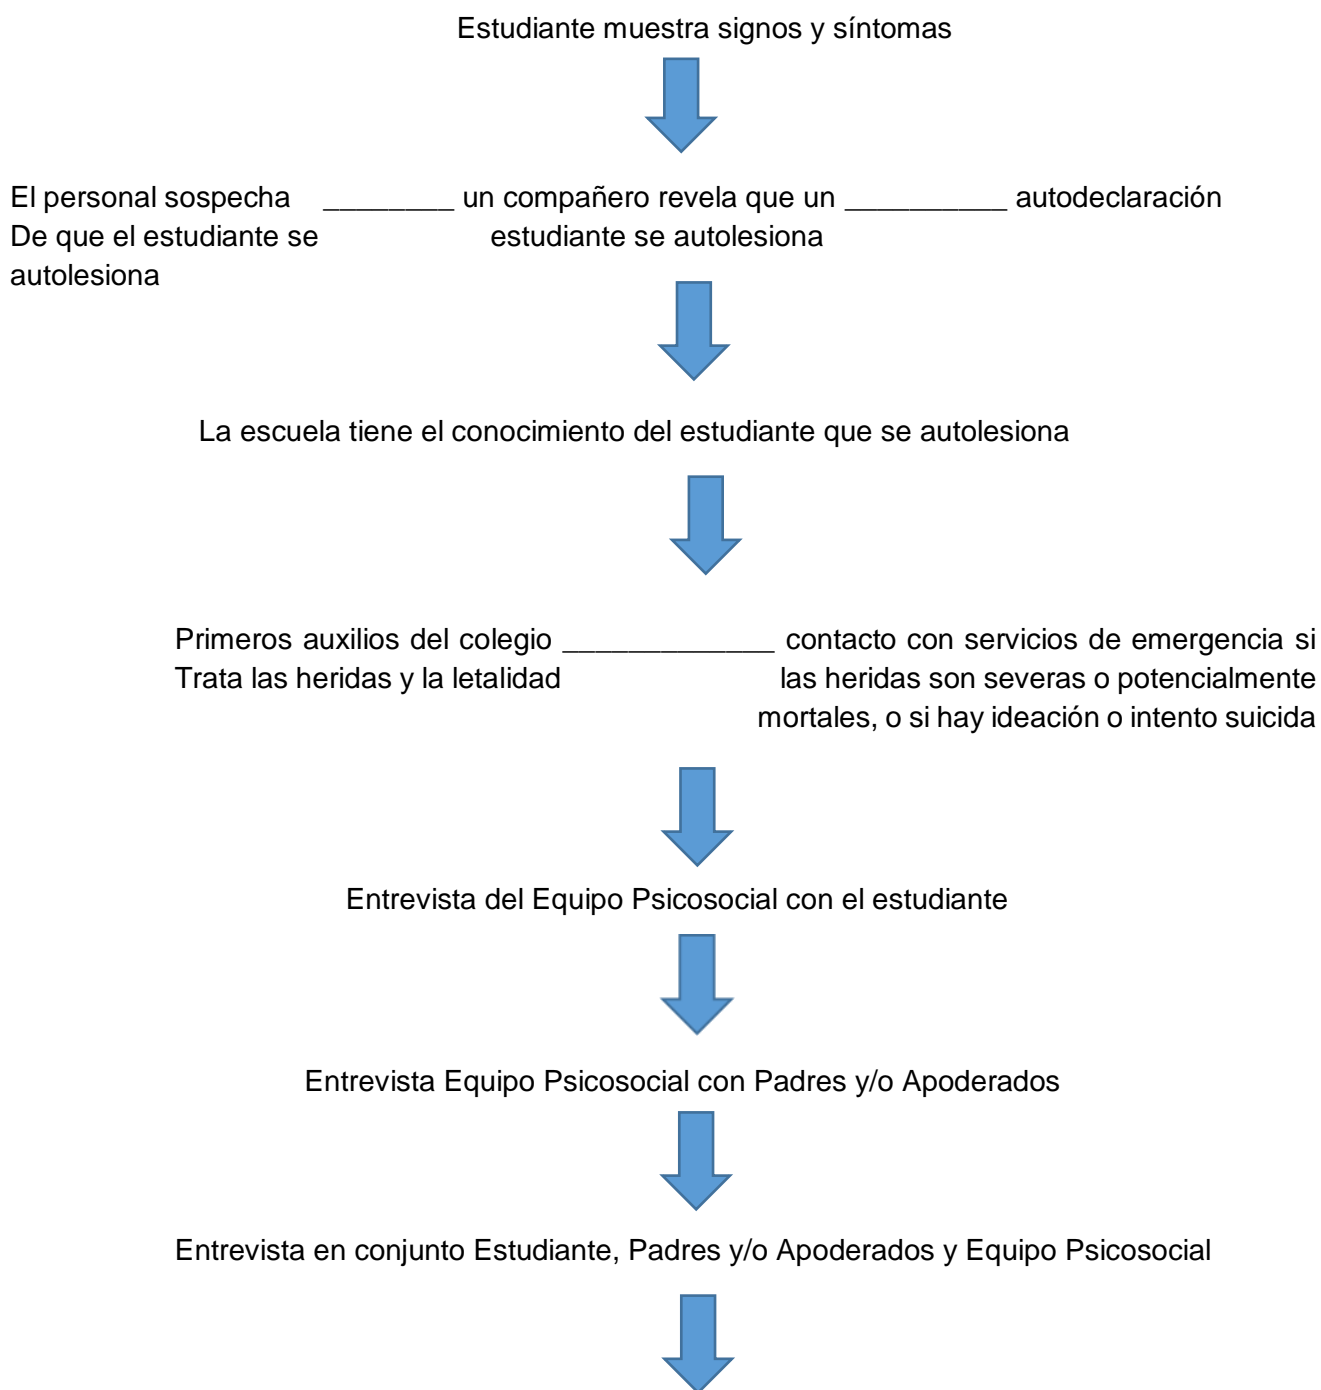 Estudiante muestra signos y síntomas
El personal sospecha ________ un compañero revela que un __________ autodeclaración
De que el estudiante se estudiante se autolesiona
autolesiona
La escuela tiene el conocimiento del estudiante que se autolesiona
Primeros auxilios del colegio _____________ contacto con servicios de emergencia si
Trata las heridas y la letalidad las heridas son severas o potencialmente
mortales, o si hay ideación o intento suicida
Entrevista del Equipo Psicosocial con el estudiante
Entrevista Equipo Psicosocial con Padres y/o Apoderados
Entrevista en conjunto Estudiante, Padres y/o Apoderados y Equipo Psicosocial